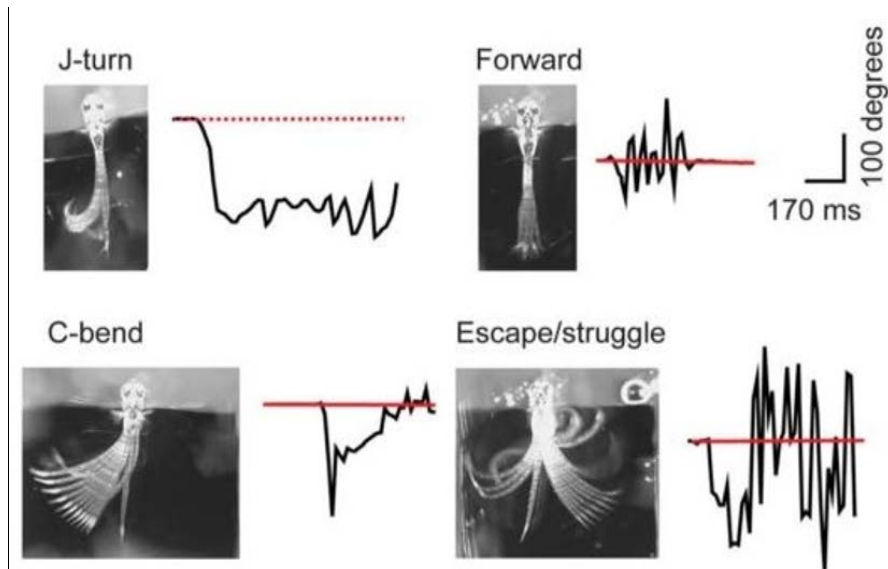 J-turn
Forward
100 degrees
170 ms
C-bend
Escape/struggle